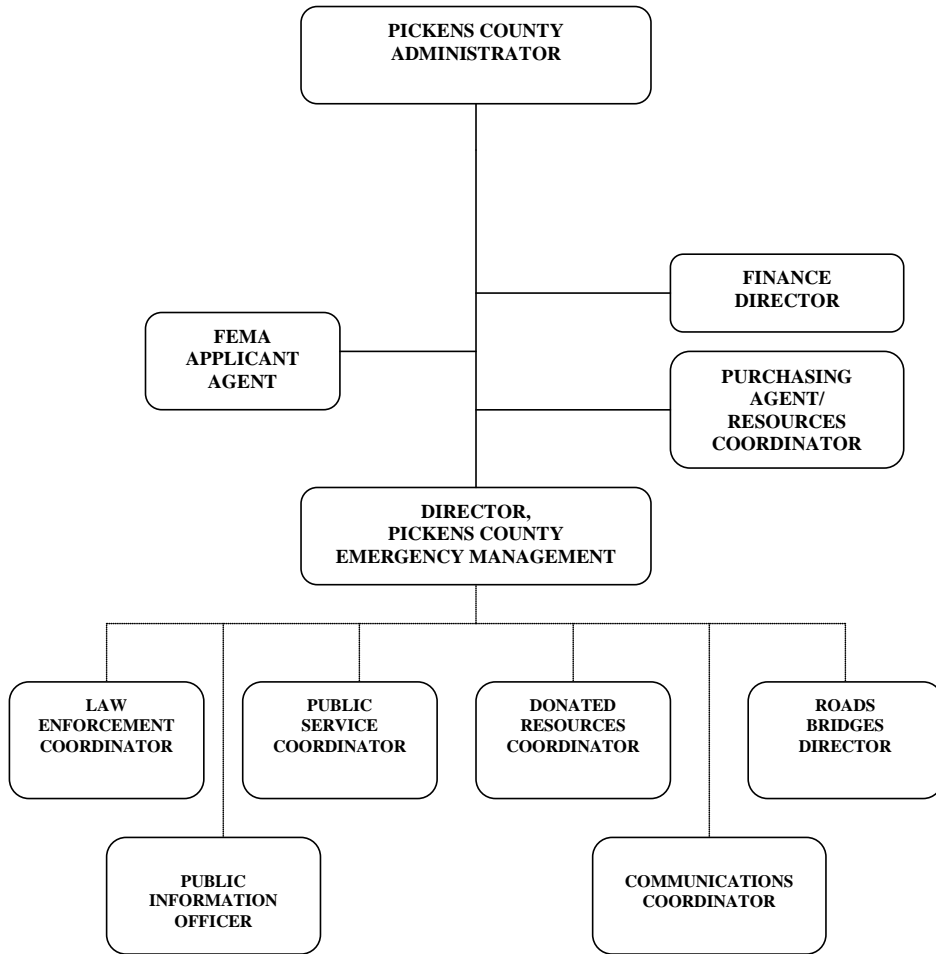 PICKENS COUNTY
ADMINISTRATOR
FINANCE
DIRECTOR
FEMA
APPLICANT
AGENT
PURCHASING
AGENT/
RESOURCES
COORDINATOR
DIRECTOR,
PICKENS COUNTY
EMERGENCY MANAGEMENT
LAW
ENFORCEMENT
COORDINATOR
PUBLIC
SERVICE
COORDINATOR
DONATED
RESOURCES
COORDINATOR
ROADS
BRIDGES
DIRECTOR
PUBLIC
INFORMATION
OFFICER
COMMUNICATIONS
COORDINATOR